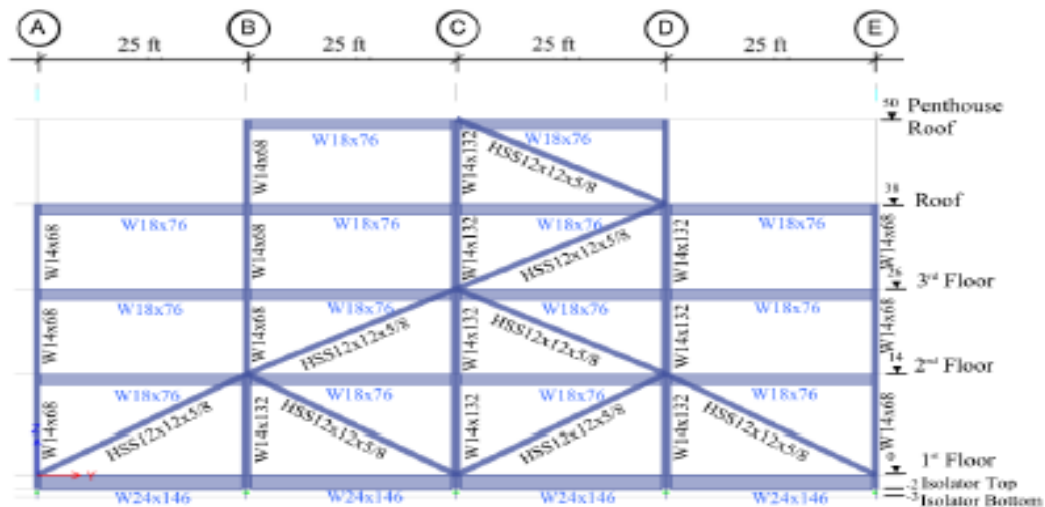 A B C D E
25 ft 25 ft 25 ft 25 ft
50 Penthouse
Roof
W18x76 W18x76
W14x68 W14x132 HSS12x12x5/8
38 Roof
W18x76 W18x76 W18x76 W18x76
W14x68 W14x68 W14x132 HSS12x12x5/8 W14x132 W14x68
26 3rd Floor
W18x76 W18x76 W18x76 W18x76
W14x68 W14x68 HSS12x12x5/8 W14x132 HSS12x12x5/8 W14x132 W14x68
14 2nd Floor
W18x76 W18x76 W18x76 W18x76
W14x68 HSS12x12x5/8 W14x132 HSS12x12x5/8 W14x132 HSS12x12x5/8 W14x132 HSS12x12x5/8 W14x68
Z
Y
0 1st Floor
-2 Isolator Top
W24x146 W24x146 W24x146 W24x146
-3 Isolator Bottom